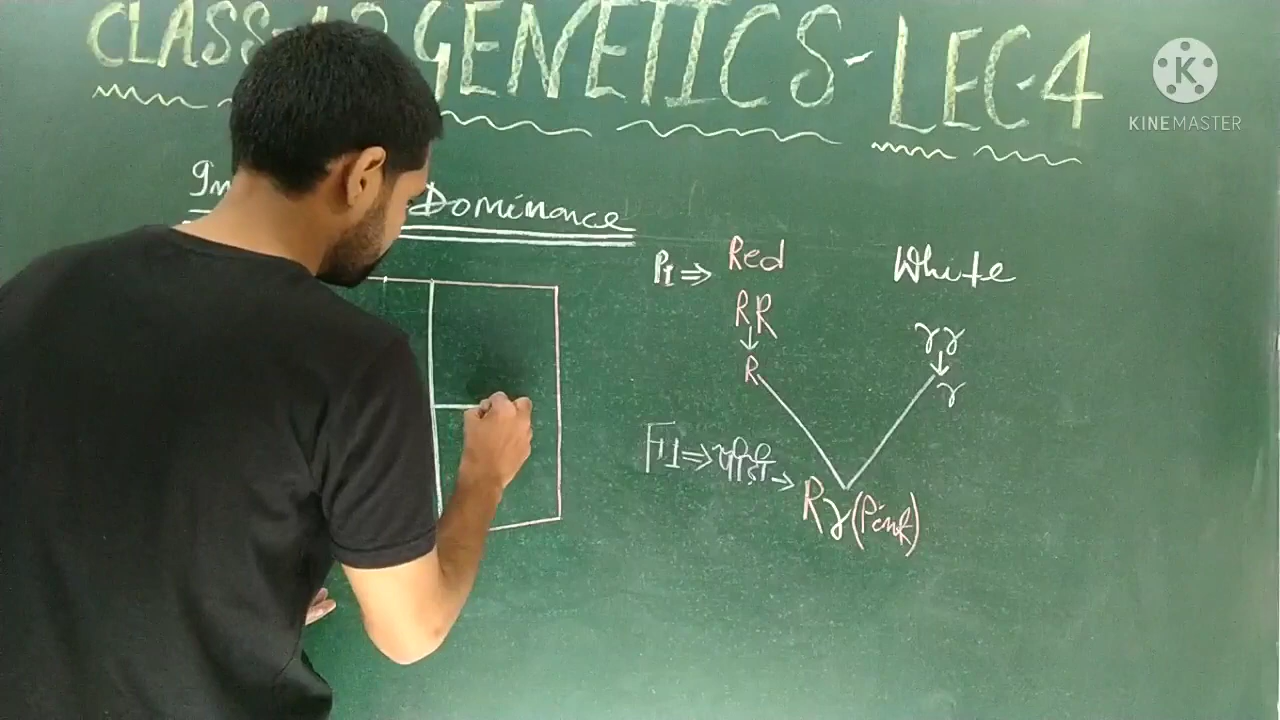 CLASS-12 GENETICS-LEC-4
K
KINEMASTER
Dominance
P1 ⇒ Red White
RR
rr
R
r
F1 ⇒ पीढ़ी →
Rr (Pink)